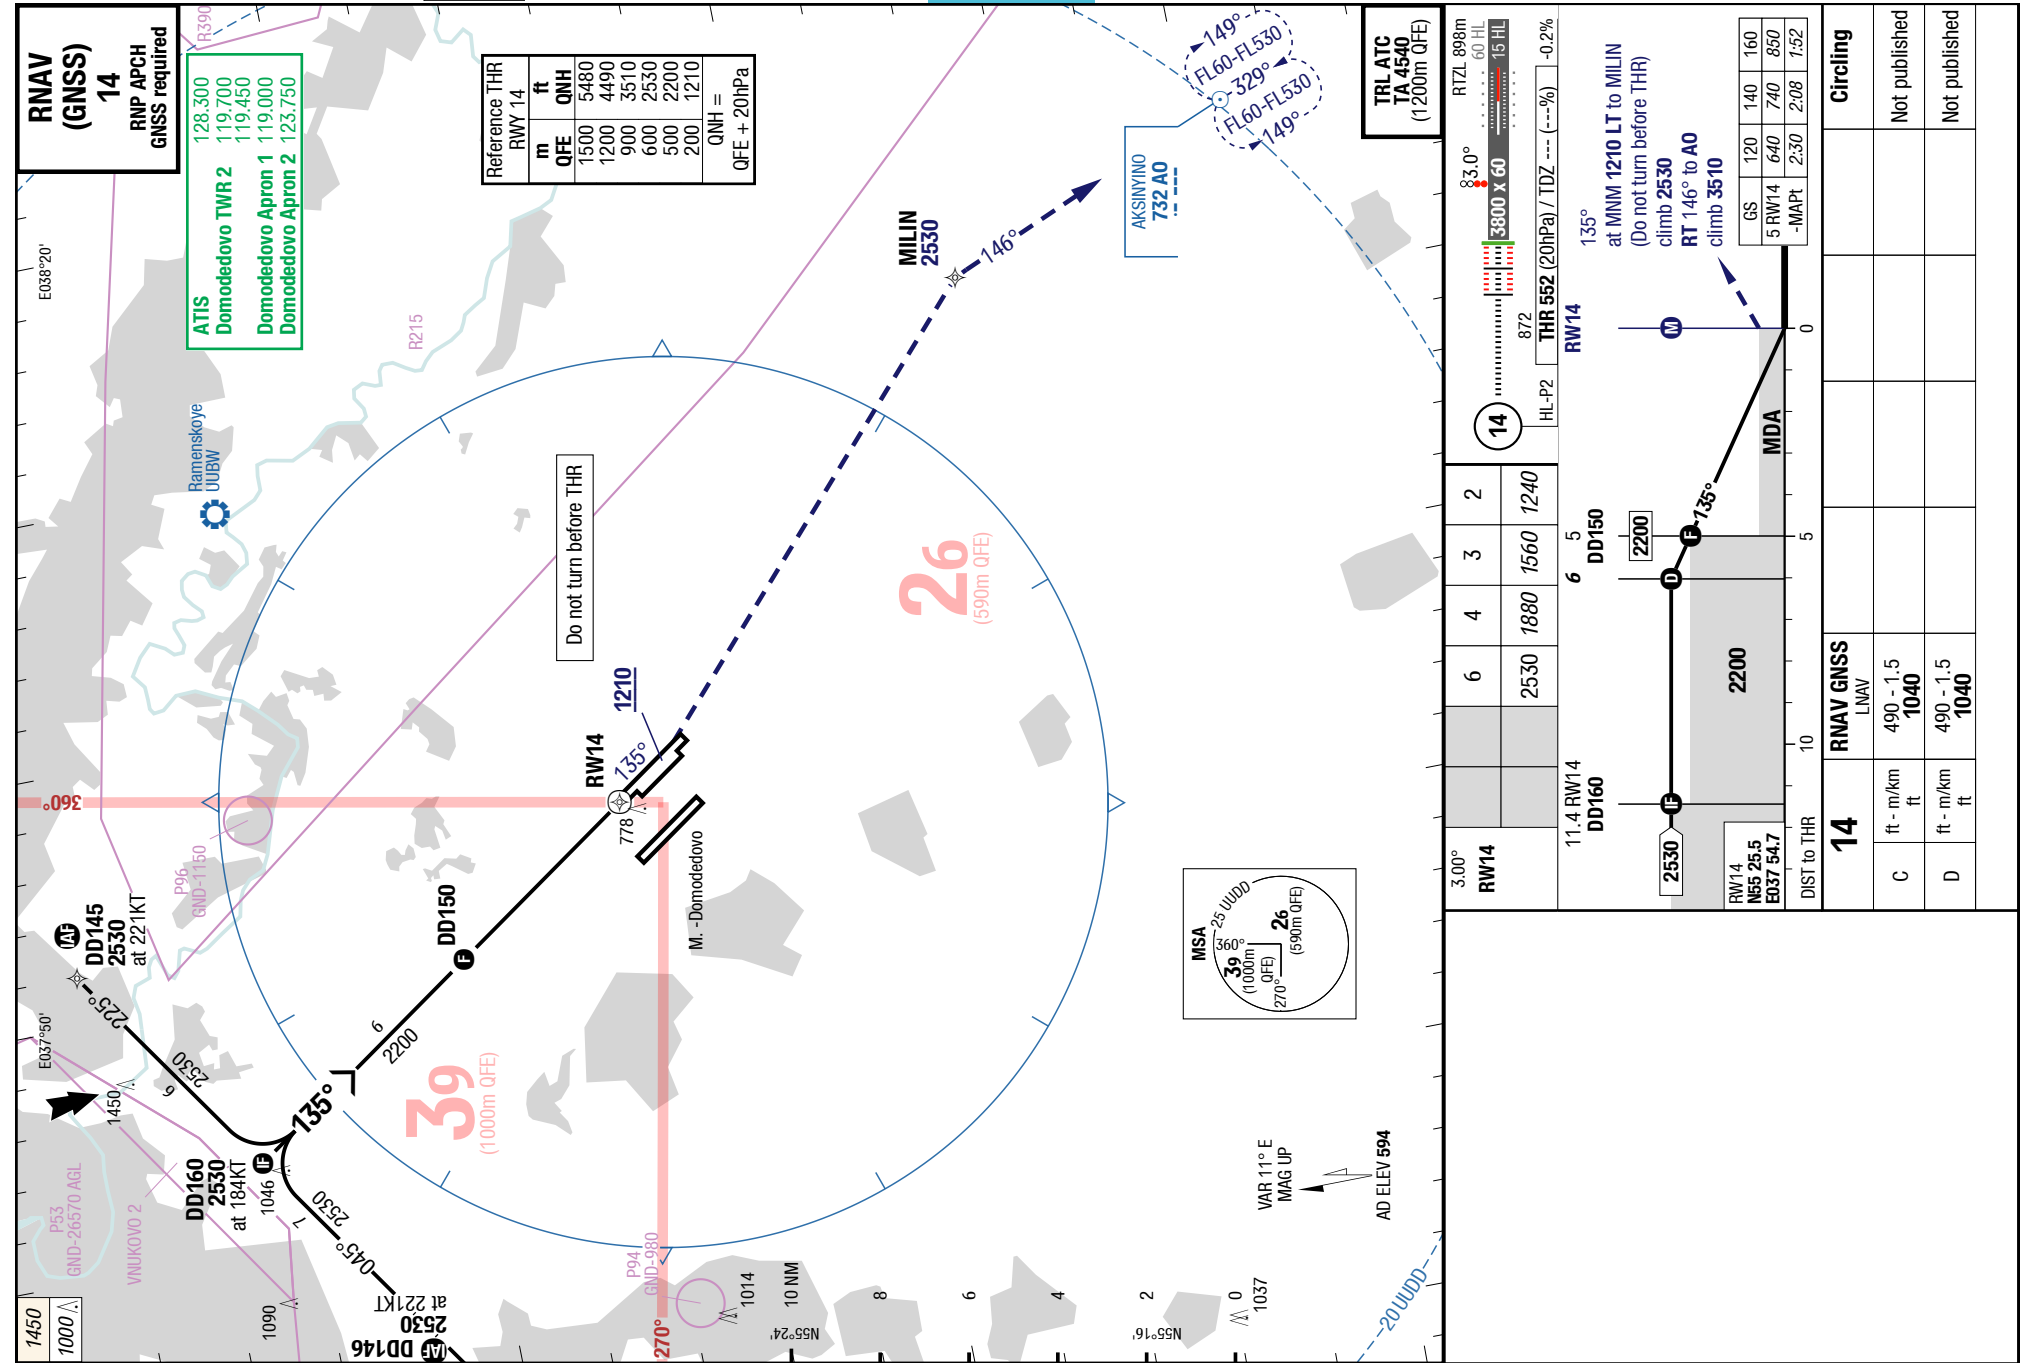 RNAV
(GNSS)
14
RNP APCH
GNSS required
R390
ATIS 128.300
Domodedovo TWR 2 119.700
119.450
Domodedovo Apron 1 119.000
Domodedovo Apron 2 123.750
E038°20'
R215
Reference THR
RWY 14
m ft
QFE QNH
1500 5480
1200 4490
900 3510
600 2530
500 2200
200 1210
QNH =
QFE + 20hPa
149°
FL60-FL530
329°
FL60-FL530
149°
TRL ATC
TA 4540
(1200m QFE)
AKSINYINO
732 AO
MILIN
2530
146°
Ramenskoye
UUBW
Do not turn before THR
26
(590m QFE)
1210
RW14
135°
778
M. -Domodedovo
360°
P96
GND-1150
IAF
DD145
2530
at 221KT
225°
2530
6
E037°50'
1450
DD150
F
6
2200
39
(1000m QFE)
135°
IF
DD160
2530
at 184KT
1046
P53
GND-26570 AGL
VNUKOVO 2
7
2530
045°
1450
1000
1090
IAF DD146
2530
at 221KT
270°
P94
GND-980
1014
10 NM
8
6
4
2
0
1037
N55°24'
N55°16'
20 UUDD
MSA
25 UUDD
360°
39
(1000m
QFE)
270°
26
(590m QFE)
VAR 11° E
MAG UP
AD ELEV 594
3.00° 6 4 3 2
RW14 2530 1880 1560 1240
14
HL-P2
872
3.0°
3800 x 60
RTZL 898m
60 HL
15 HL
THR 552 (20hPa) / TDZ --- (---%) -0.2%
11.4 RW14
DD160
6
5
DD150
RW14
135°
at MNM 1210 LT to MILIN
(Do not turn before THR)
climb 2530
RT 146° to AO
climb 3510
2530
IF
D
F
2200
135°
M
2200
MDA
GS 120 140 160
5 RW14 640 740 850
-MAPt 2:30 2:08 1:52
RW14
N55 25.5
E037 54.7
DIST to THR 10 5 0
14 RNAV GNSS Circling
LNAV
C ft - m/km 490 - 1.5 Not published
ft 1040
D ft - m/km 490 - 1.5 Not published
ft 1040